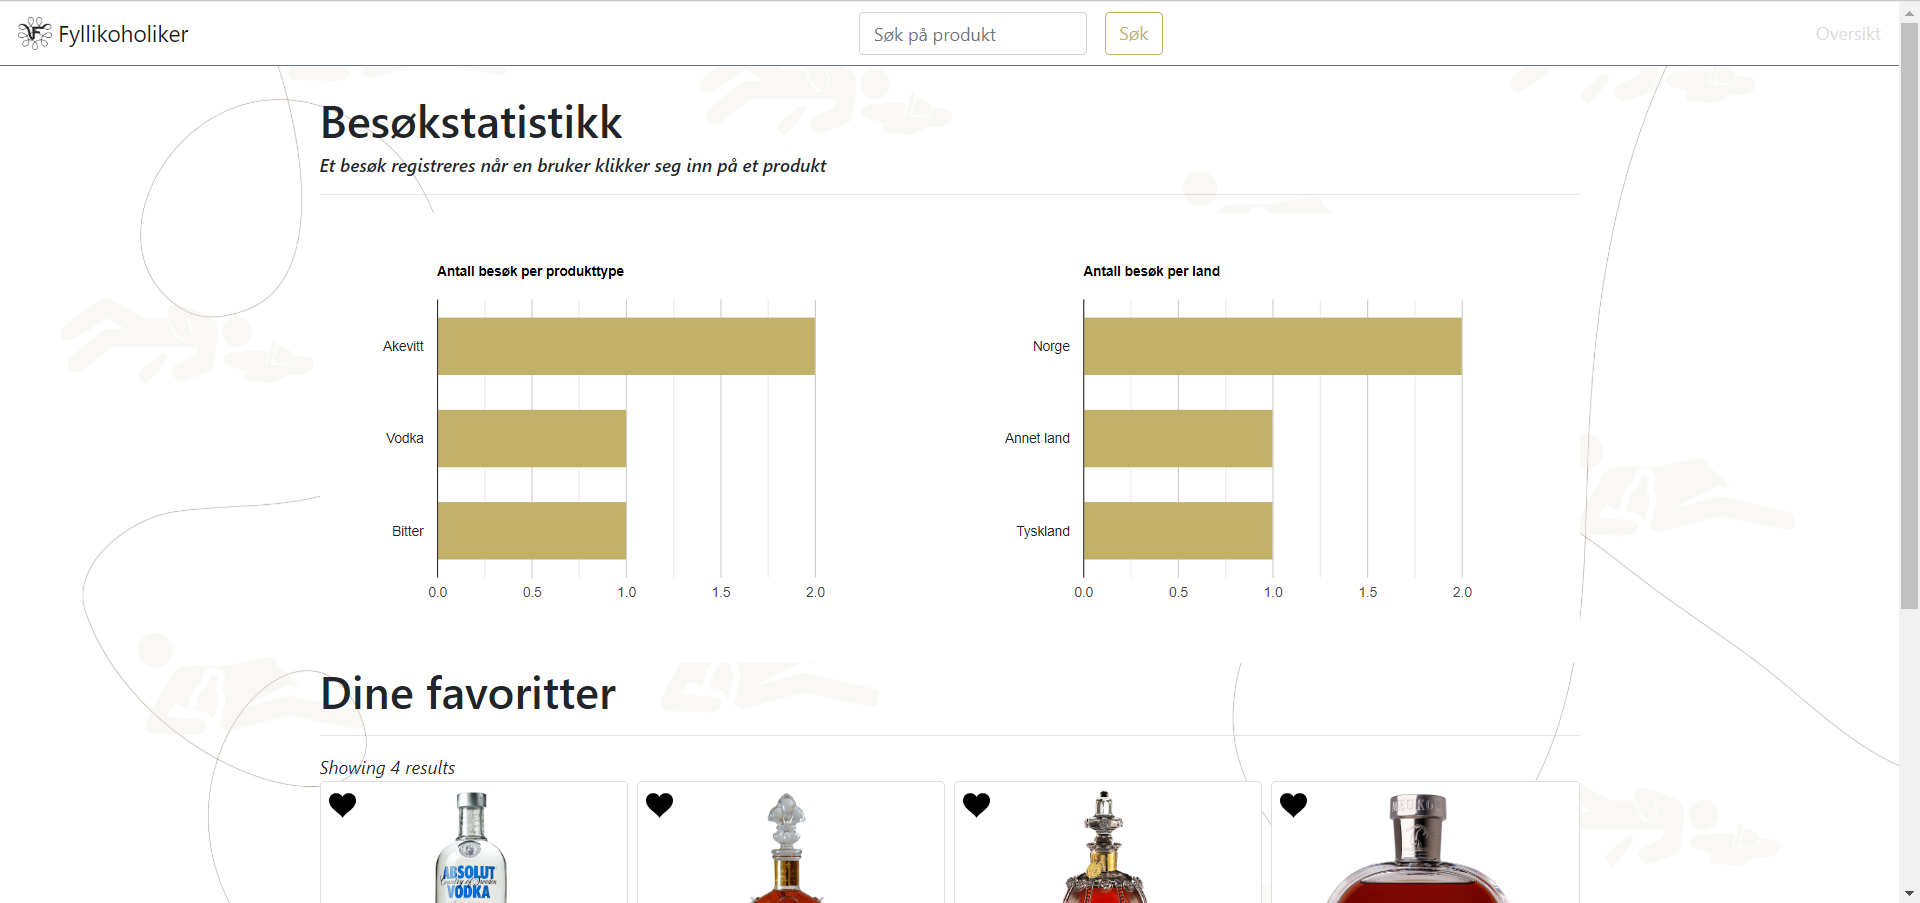 Fyllikoholiker
Søk på produkt
Søk
Oversikt
Besøkstatistikk
Et besøk registreres når en bruker klikker seg inn på et produkt
Antall besøk per produkttype
Akevitt
Vodka
Bitter
0.0 0.5 1.0 1.5 2.0
Antall besøk per land
Norge
Annet land
Tyskland
0.0 0.5 1.0 1.5 2.0
Dine favoritter
Showing 4 results
ABSOLUT
Country of Sweden
VODKA